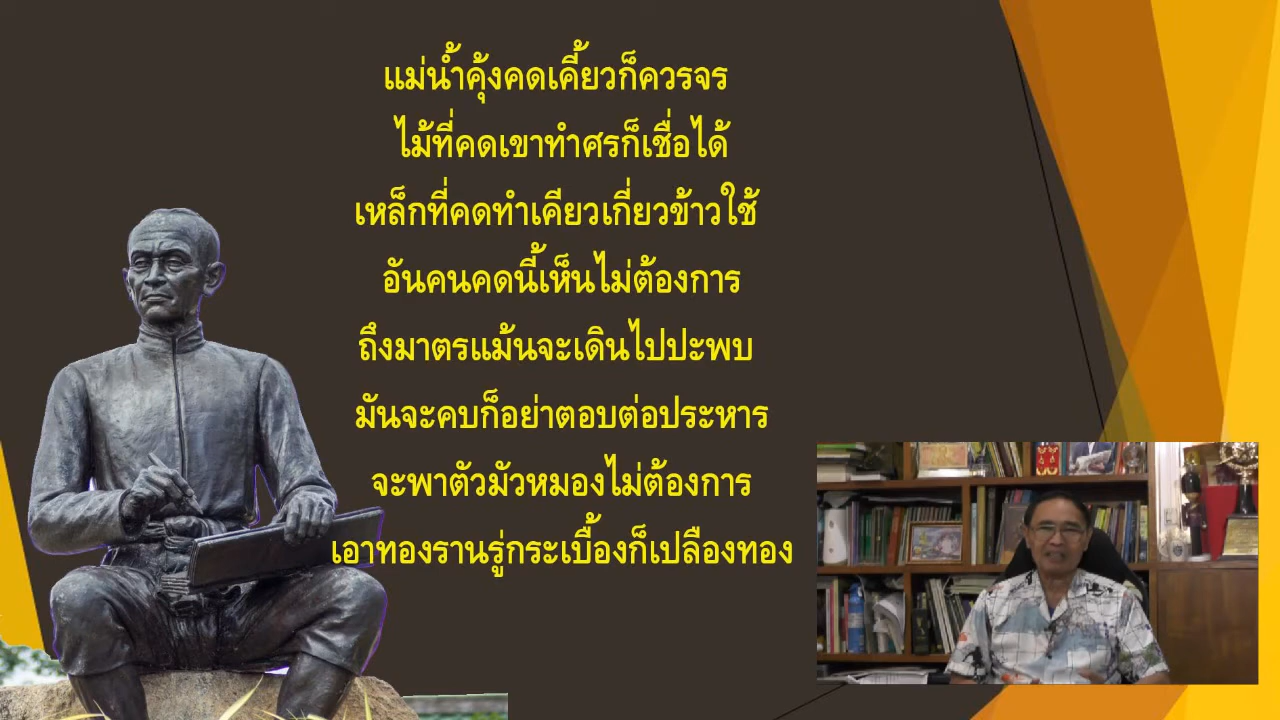 แม่น้ำคุ้งคดเคี้ยวก็ควรจร
ไม้ที่คดเขาทำศรก็เชื่อได้
เหล็กที่คดทำเคียวเกี่ยวข้าวใช้
อันคนคดนี้เห็นไม่ต้องการ
ถึงมาตรแม้นจะเดินไปปะพบ
มันจะคบก็อย่าตอบต่อประหาร
จะพาตัวมัวหมองไม่ต้องการ
เอาทองรานรู่กระเบื้องก็เปลืองทอง